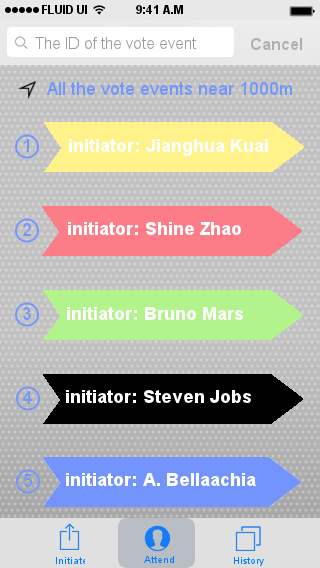 FLUID UI 9:41 A.M
The ID of the vote event Cancel
All the vote events near 1000m
1 initiator: Jianghua Kuai
2 initiator: Shine Zhao
3 initiator: Bruno Mars
4 initiator: Steven Jobs
5 initiator: A. Bellaachia
Initiate Attend History